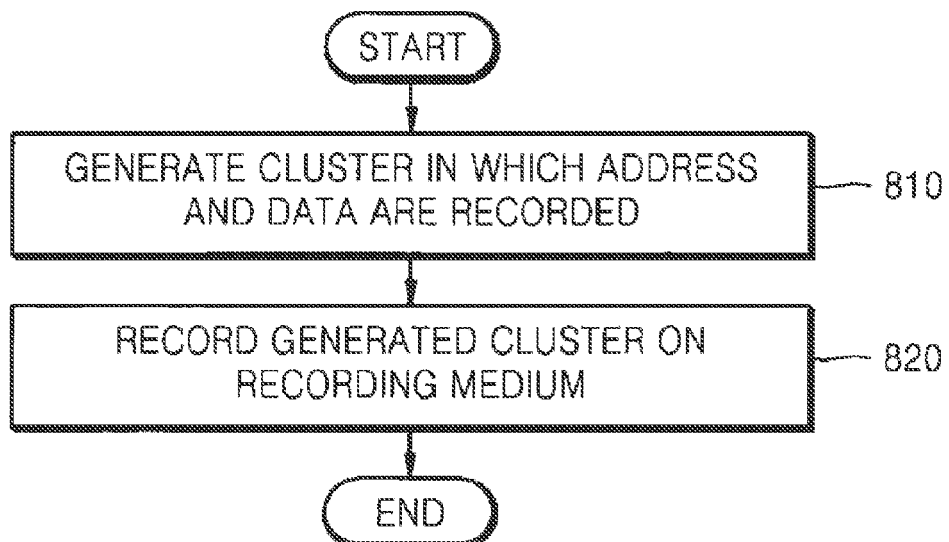 START
GENERATE CLUSTER IN WHICH ADDRESS
AND DATA ARE RECORDED
810
RECORD GENERATED CLUSTER ON
RECORDING MEDIUM
820
END